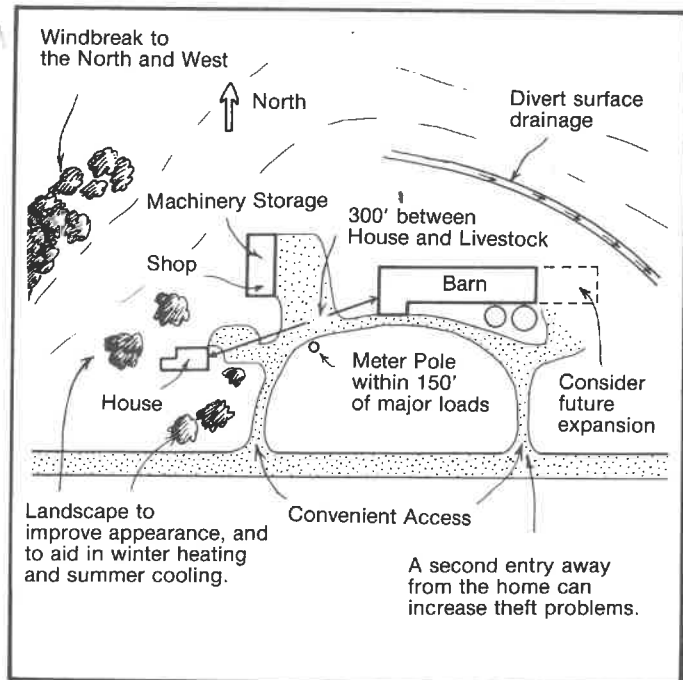 Windbreak to
the North and West
North
Divert surface
drainage
Machinery Storage
300' between
House and Livestock
Shop
Barn
House
Meter Pole
within 150'
of major loads
Consider
future
expansion
Landscape to
improve appearance, and
to aid in winter heating
and summer cooling.
Convenient Access
A second entry away
from the home can
increase theft problems.